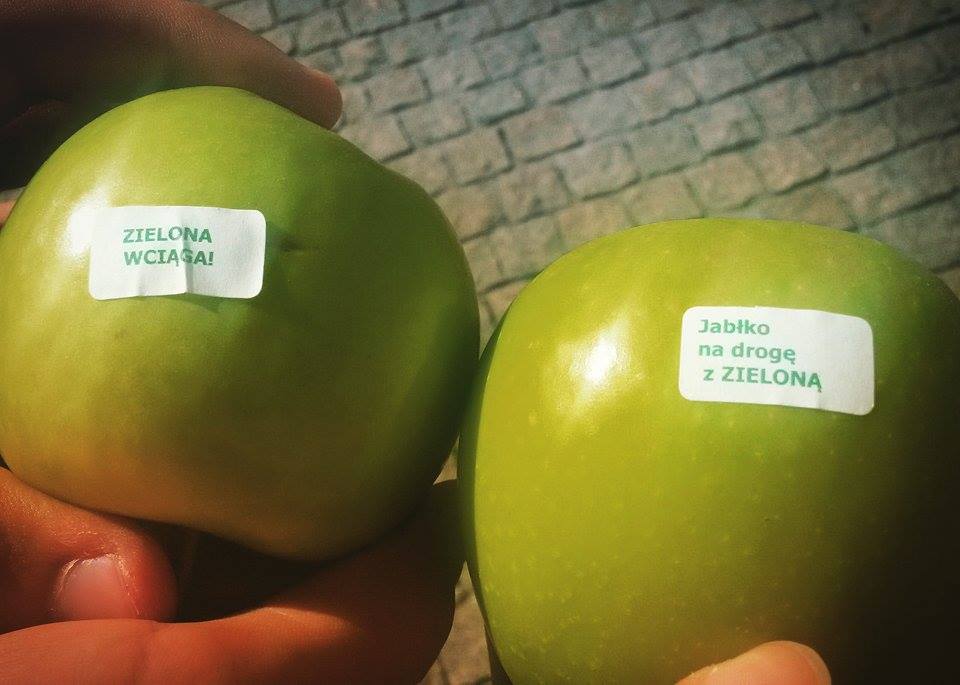 ZIELONA
WCIĄGA!
Jabłko
na drogę
z ZIELONĄ